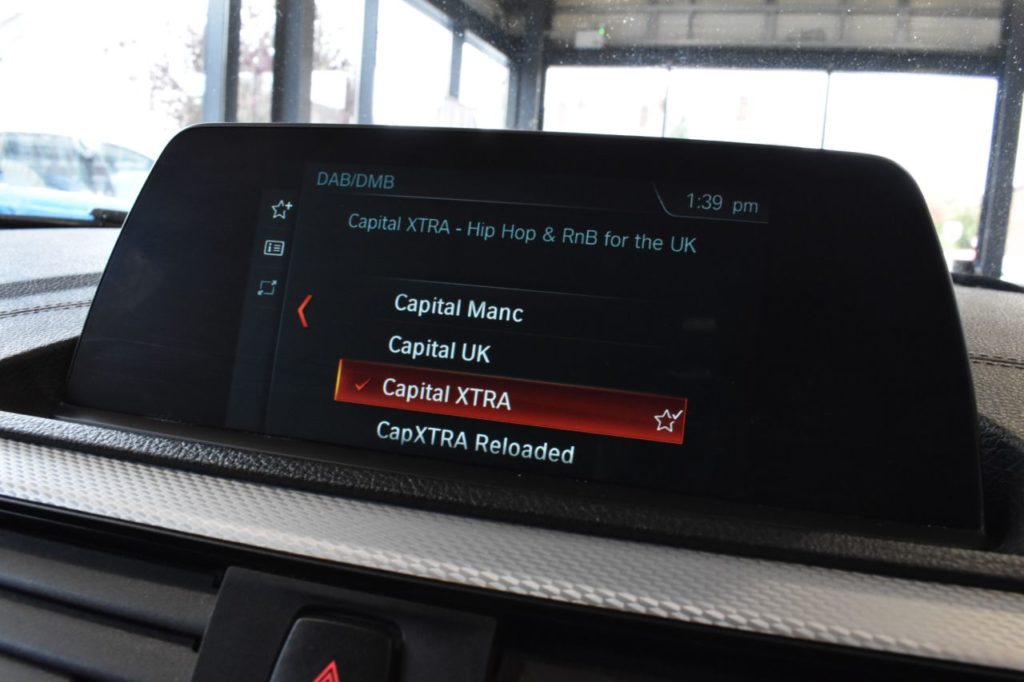 DAB/DMB
1:39 pm
Capital XTRA - Hip Hop & RnB for the UK
Capital Manc
Capital UK
Capital XTRA
CapXTRA Reloaded